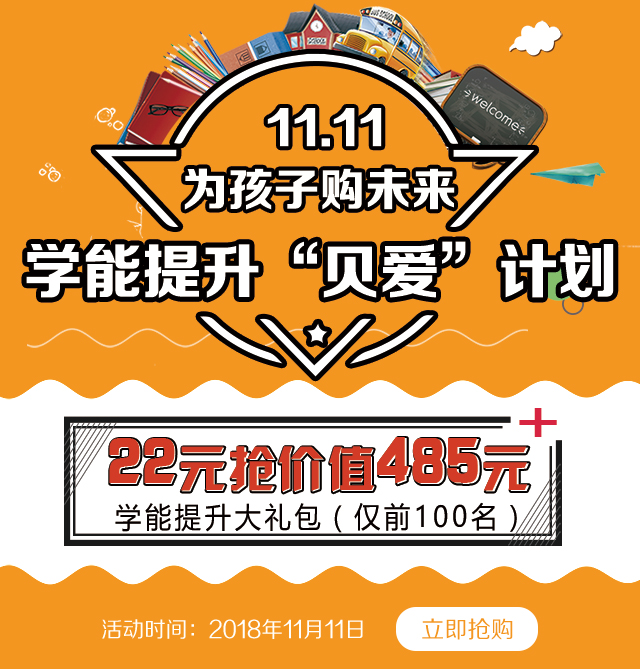 SCHOOL
welcome
11.11
为孩子购未来
学能提升“贝爱”计划
22元抢价值485元
学能提升大礼包（仅前100名）
活动时间：2018年11月11日
立即抢购